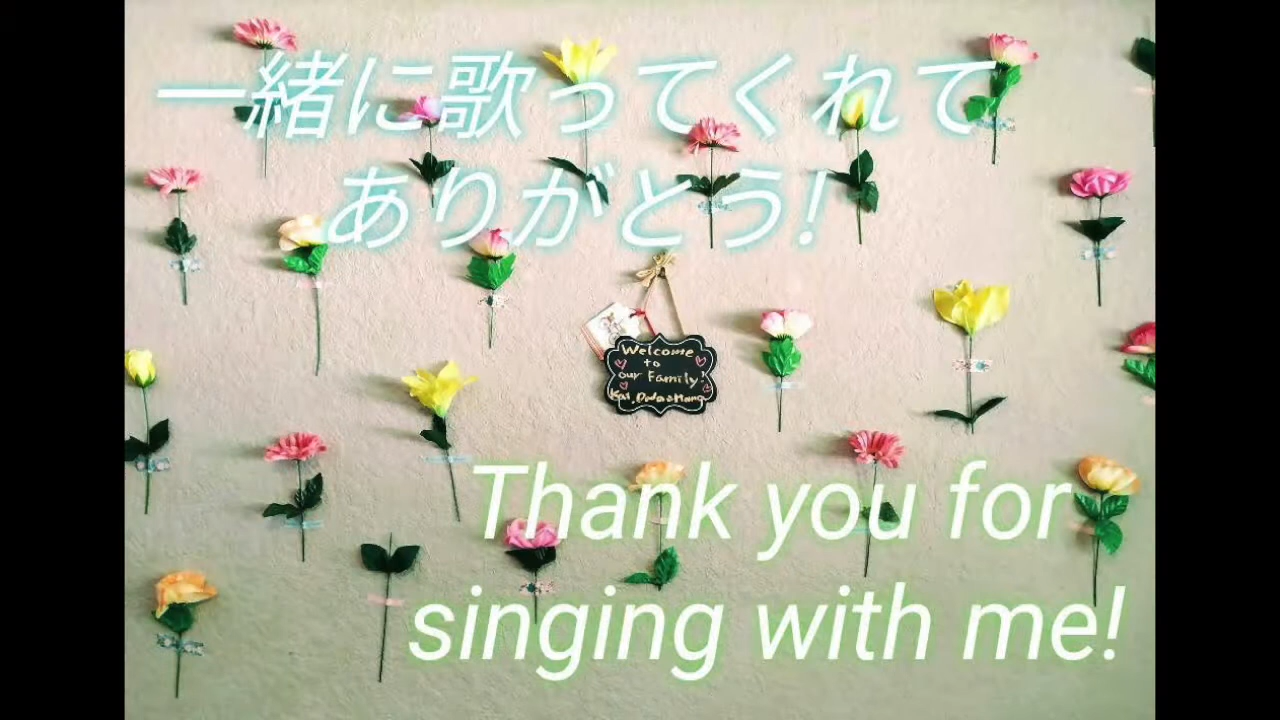 一緒に歌ってくれて
ありがとう!
Welcome
to
our Family!
Thank you for
singing with me!